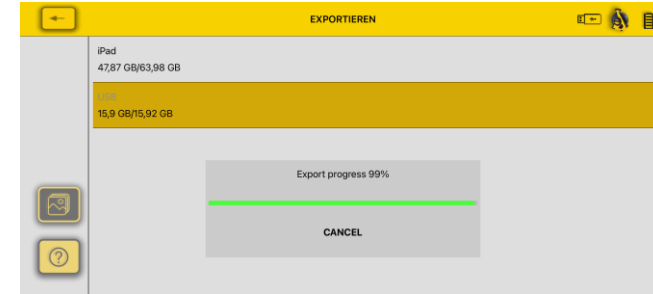 EXPORTIEREN
iPad
47,87 GB/63,98 GB
USB
15,9 GB/15,92 GB
Export progress 99%
CANCEL
?